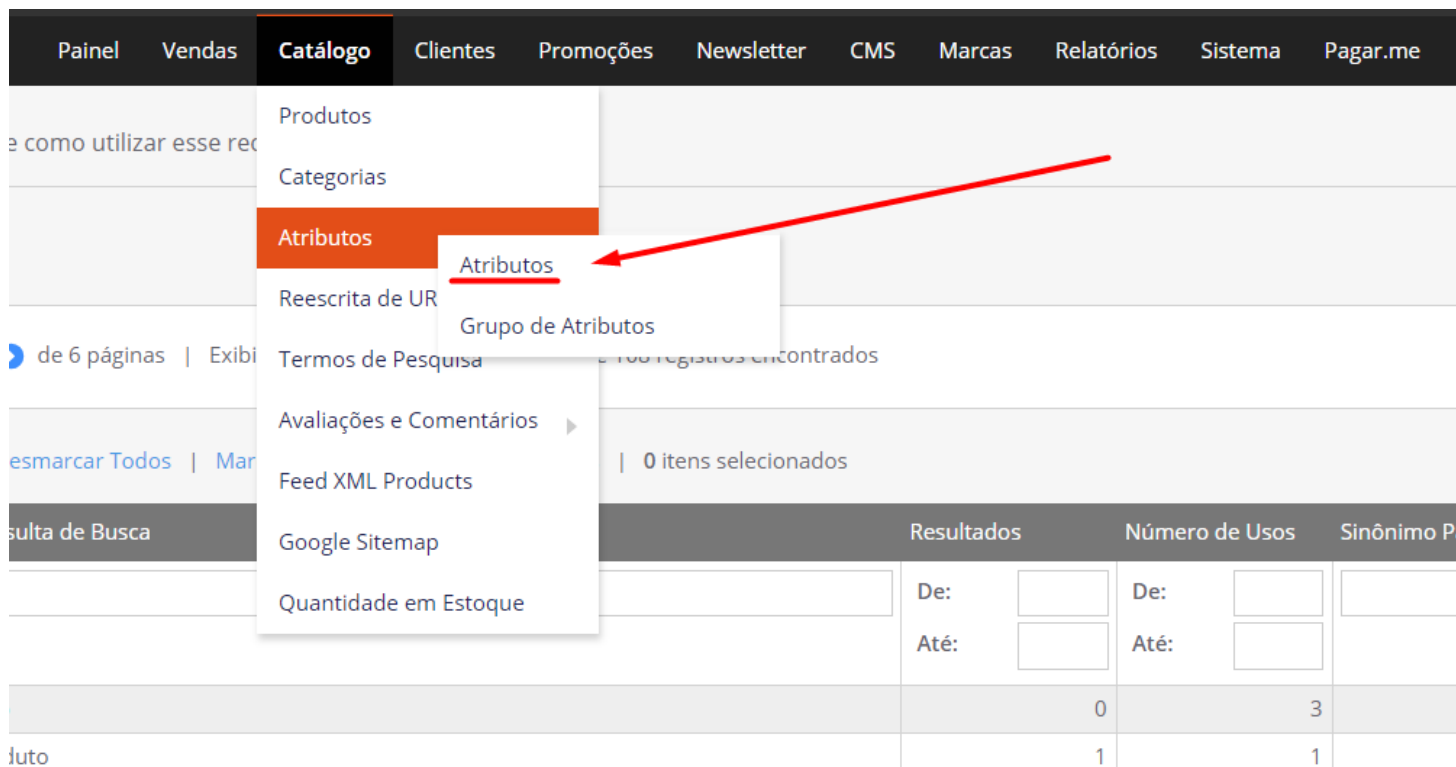 Painel Vendas Catálogo Clientes Promoções Newsletter CMS Marcas Relatórios Sistema Pagar.me
Produtos
e como utilizar esse
Categorias
Atributos
Atributos
Reescrita de UR
Grupo de Atributos
de 6 páginas | Exibi
Termos de Pesquisa
registros encontrados
Avaliações e Comentários
esmarcar Todos | Mar
| 0 itens selecionados
Feed XML Products
sulta de Busca
Resultados Número de Usos Sinônimo P
Google Sitemap
De: De:
Quantidade em Estoque
Até: Até:
0 3
duto 1 1